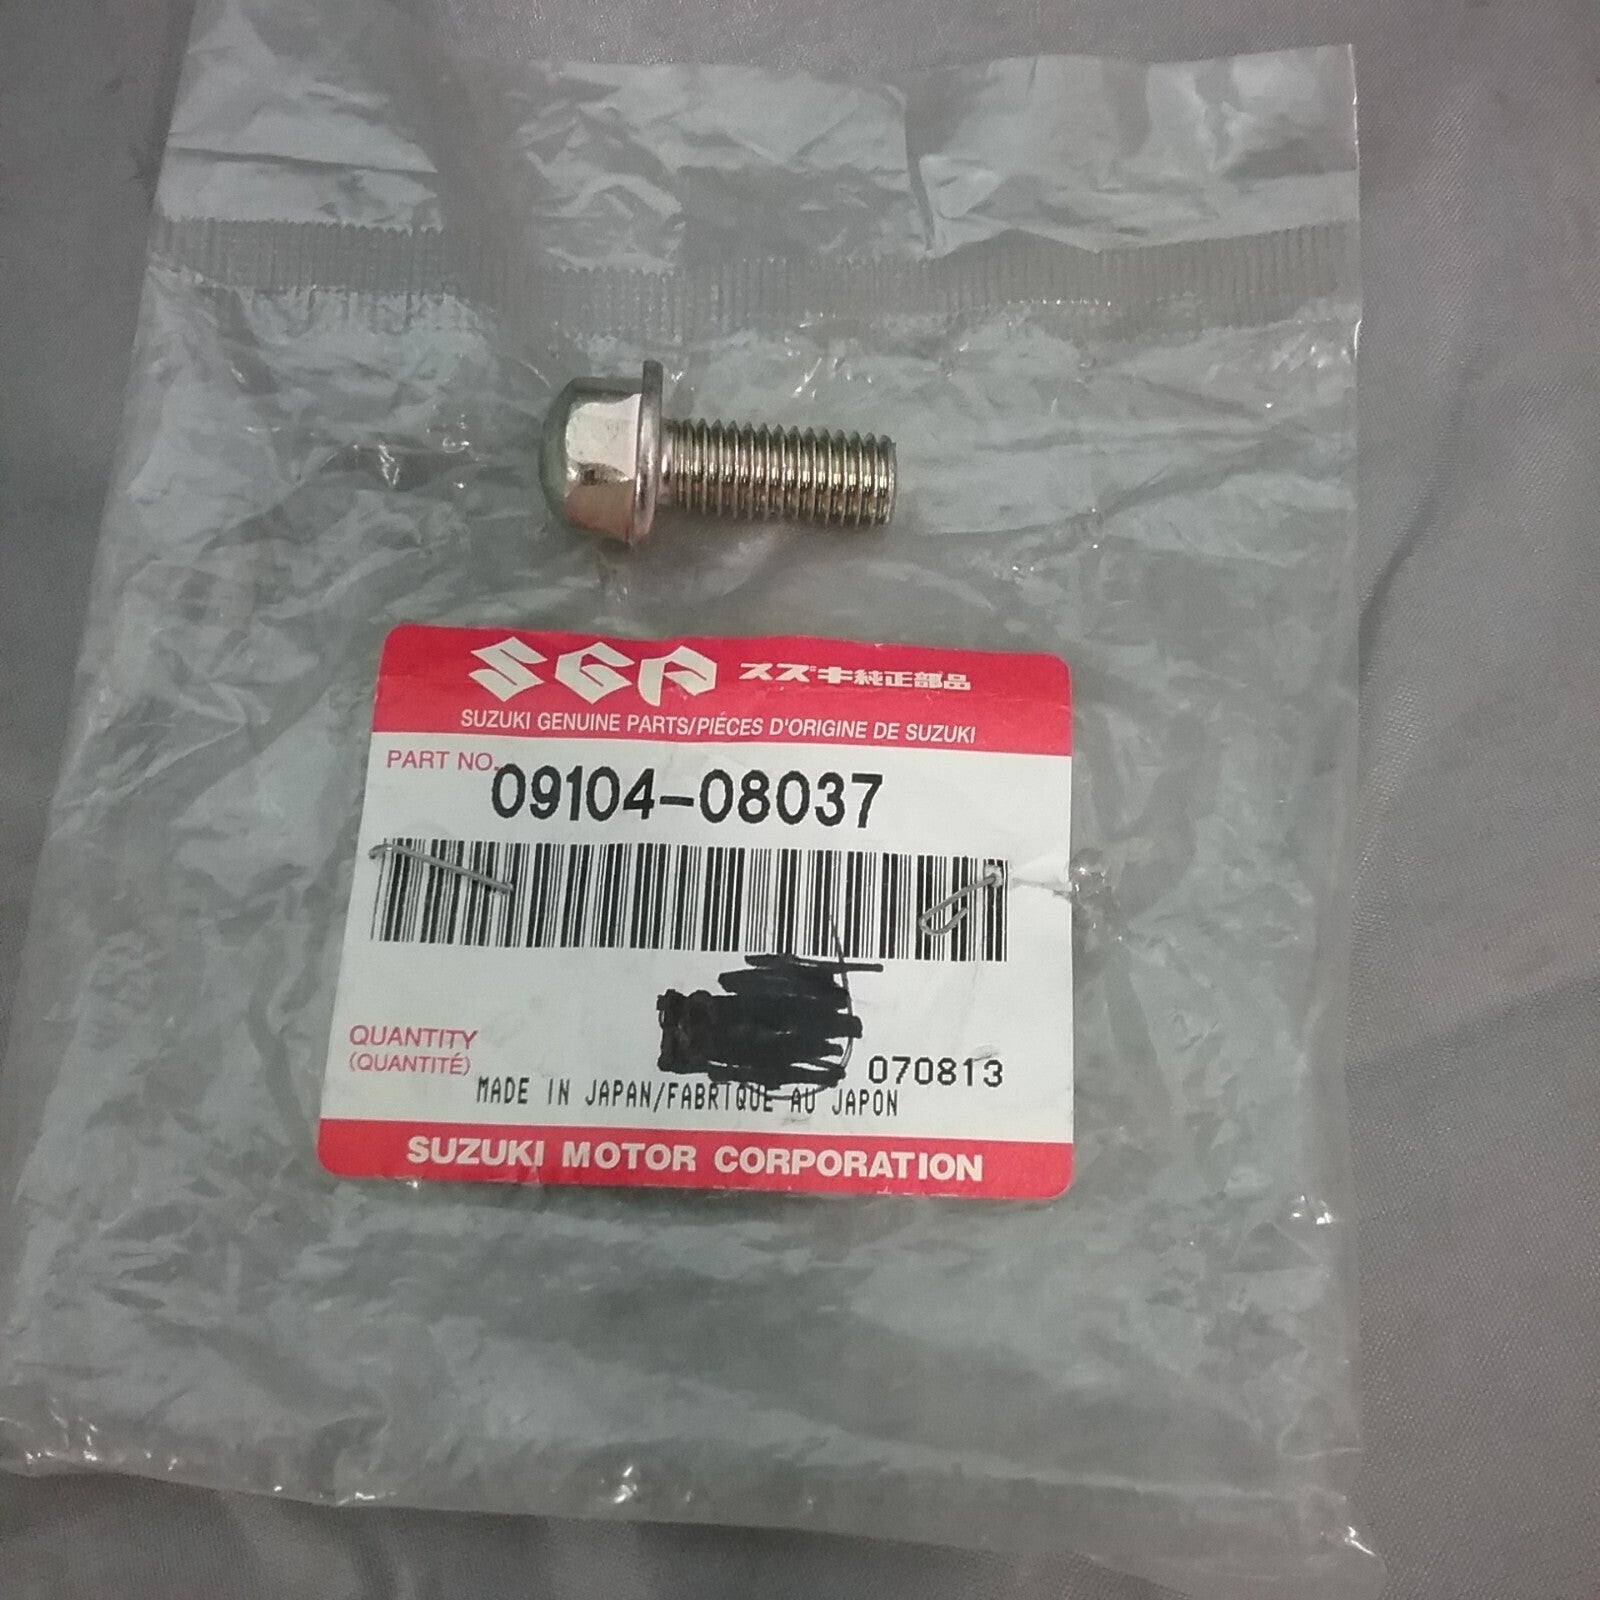 SGP スズキ純正部品
SUZUKI GENUINE PARTS/PIÉCES D'ORIGINE DE SUZUKI
PART NO. 09104-08037
QUANTITY
(QUANTITÉ)
070813
MADE IN JAPAN/FABRIQUE AU JAPON
SUZUKI MOTOR CORPORATION